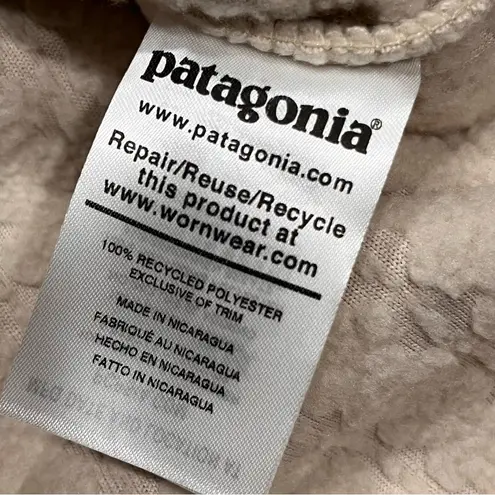 patagonia®
www.patagonia.com
Repair/Reuse/Recycle
this product at
www.wornwear.com
100% RECYCLED POLYESTER
EXCLUSIVE OF TRIM
MADE IN NICARAGUA
FABRIQUÉ AU NICARAGUA
HECHO EN NICARAGUA
FATTO IN NICARAGUA